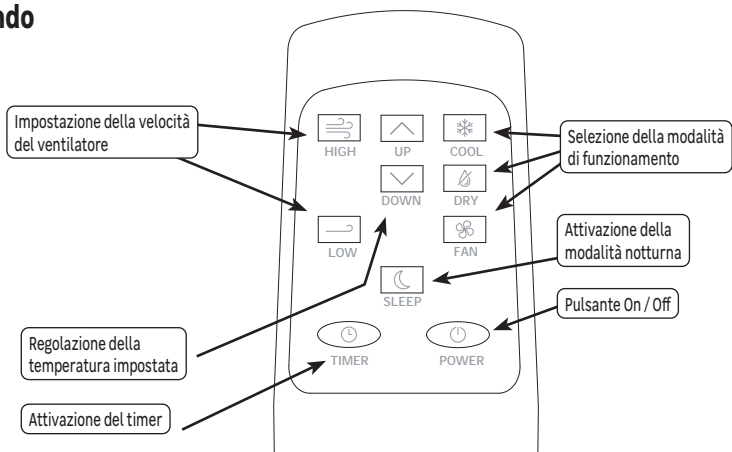 ndo
Impostazione della velocità
del ventilatore
HIGH
UP
COOL
Selezione della modalità
di funzionamento
DOWN
DRY
LOW
FAN
Attivazione della
modalità notturna
SLEEP
Pulsante On / Off
Regolazione della
temperatura impostata
TIMER
POWER
Attivazione del timer